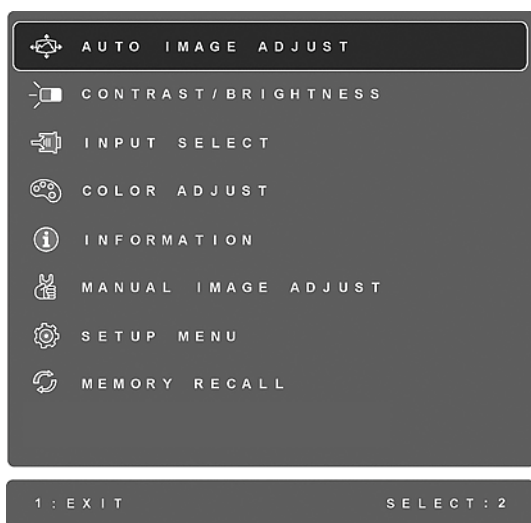 AUTO IMAGE ADJUST
CONTRAST/BRIGHTNESS
INPUT SELECT
COLOR ADJUST
INFORMATION
MANUAL IMAGE ADJUST
SETUP MENU
MEMORY RECALL
1:EXIT SELECT:2